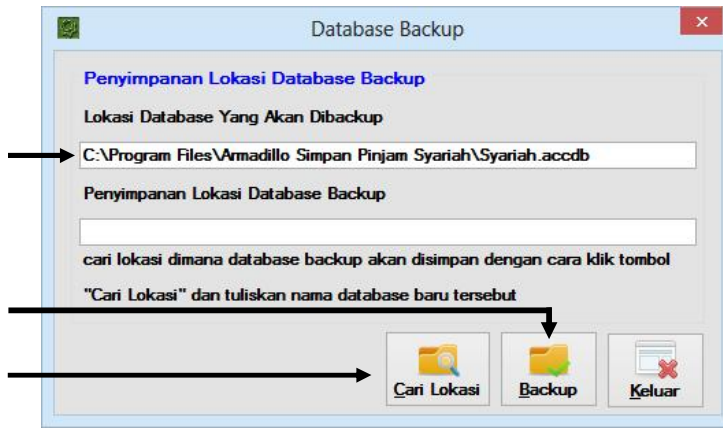 Database Backup
Penyimpanan Lokasi Database Backup
Lokasi Database Yang Akan Dibackup
C:\Program Files\Armadillo Simpan Pinjam Syariah\Syariah.accdb
Penyimpanan Lokasi Database Backup
cari lokasi dimana database backup akan disimpan dengan cara klik tombol
"Cari Lokasi" dan tuliskan nama database baru tersebut
Cari Lokasi
Backup
Keluar